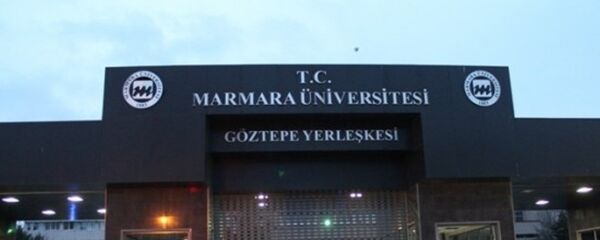 T.C.
MARMARA ÜNİVERSİTESİ
GÖZTEPE YERLEŞKESİ